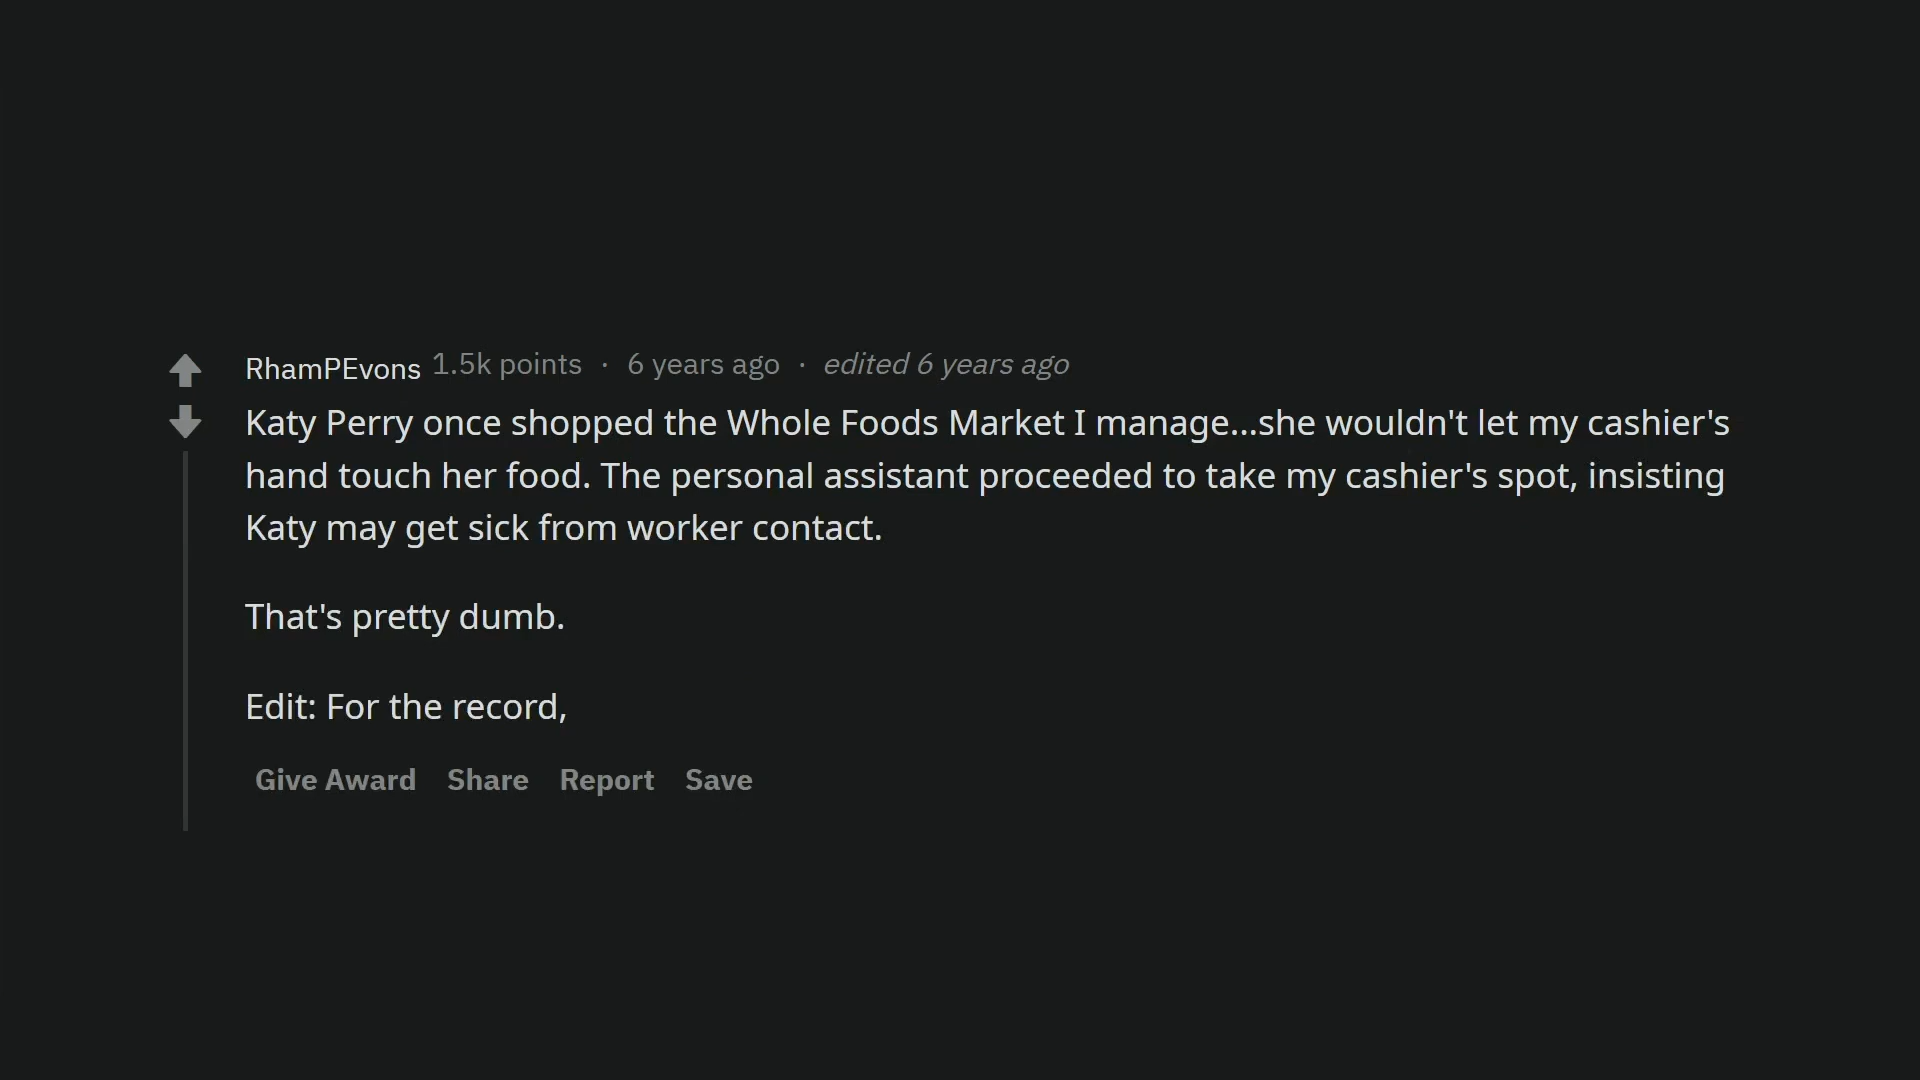 RhamPEvons 1.5k points · 6 years ago · edited 6 years ago
Katy Perry once shopped the Whole Foods Market I manage...she wouldn't let my cashier's
hand touch her food. The personal assistant proceeded to take my cashier's spot, insisting
Katy may get sick from worker contact.
That's pretty dumb.
Edit: For the record,
Give Award Share Report Save